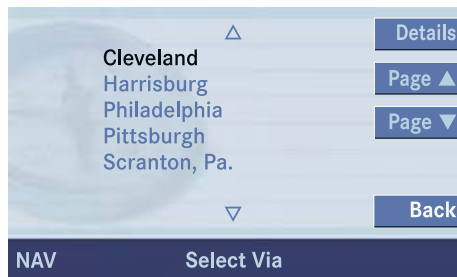 Cleveland
Harrisburg
Philadelphia
Pittsburgh
Scranton, Pa.
Details
Page ▲
Page ▼
Back
NAV Select Via